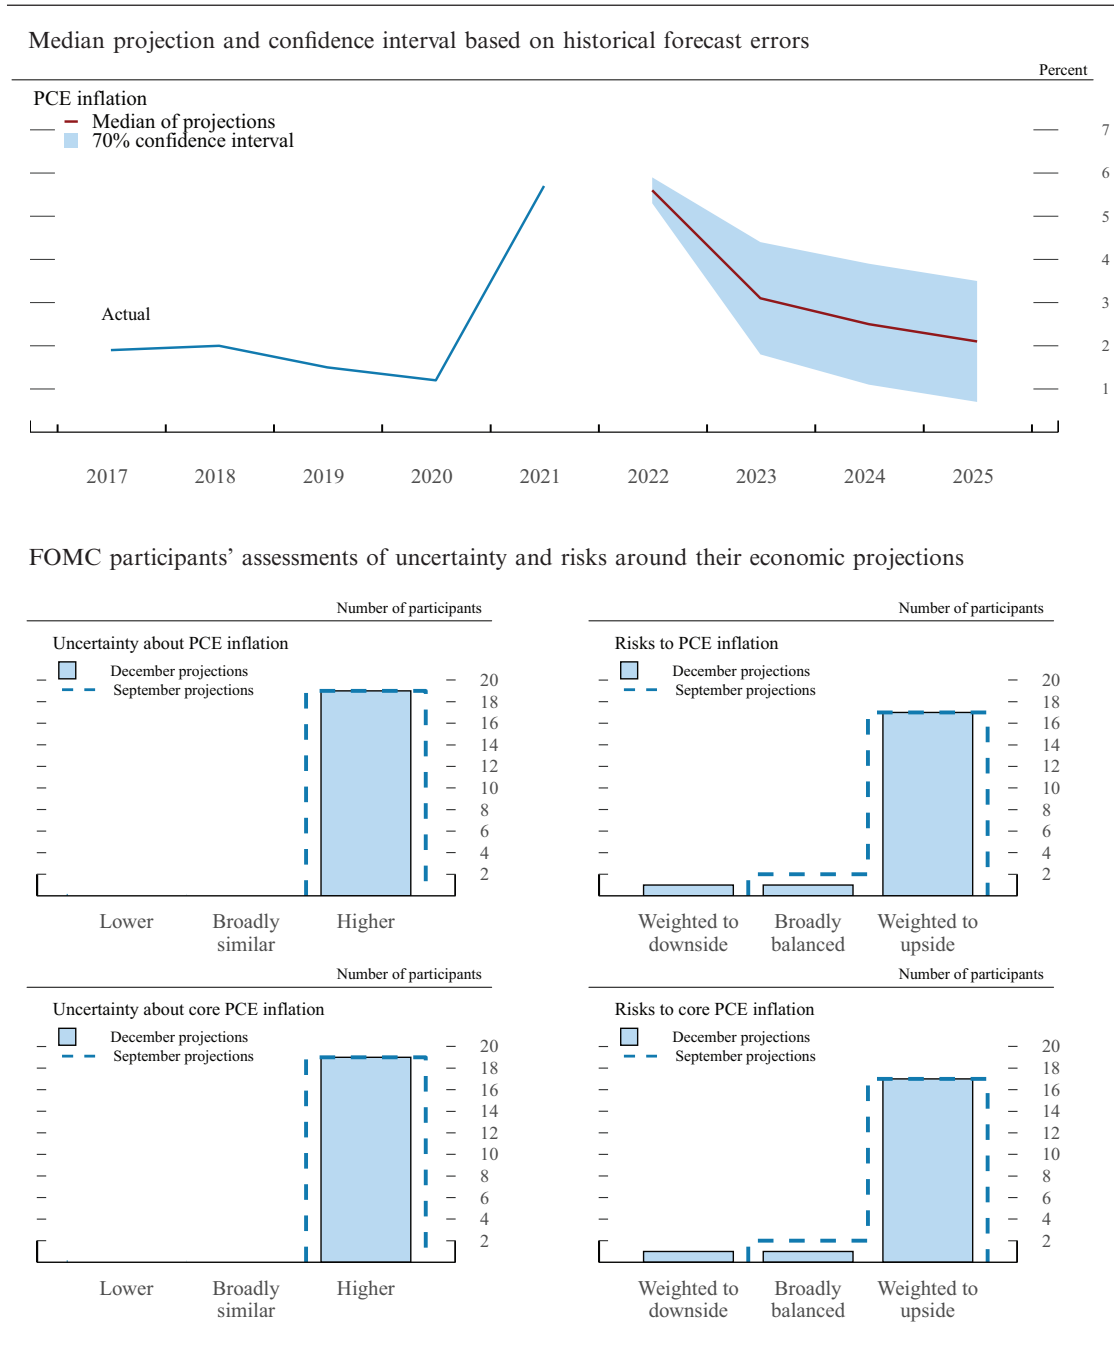 Median projection and confidence interval based on historical forecast errors
Percent
PCE inflation
Median of projections
70% confidence interval
7
6
5
4
3
2
1
Actual
2017 2018 2019 2020 2021 2022 2023 2024 2025
FOMC participants’ assessments of uncertainty and risks around their economic projections
Number of participants
Uncertainty about PCE inflation
December projections
September projections
20
18
16
14
12
10
8
6
4
2
Lower Broadly similar Higher
Number of participants
Risks to PCE inflation
December projections
September projections
20
18
16
14
12
10
8
6
4
2
Weighted to downside Broadly balanced Weighted to upside
Number of participants
Uncertainty about core PCE inflation
December projections
September projections
20
18
16
14
12
10
8
6
4
2
Lower Broadly similar Higher
Number of participants
Risks to core PCE inflation
December projections
September projections
20
18
16
14
12
10
8
6
4
2
Weighted to downside Broadly balanced Weighted to upside